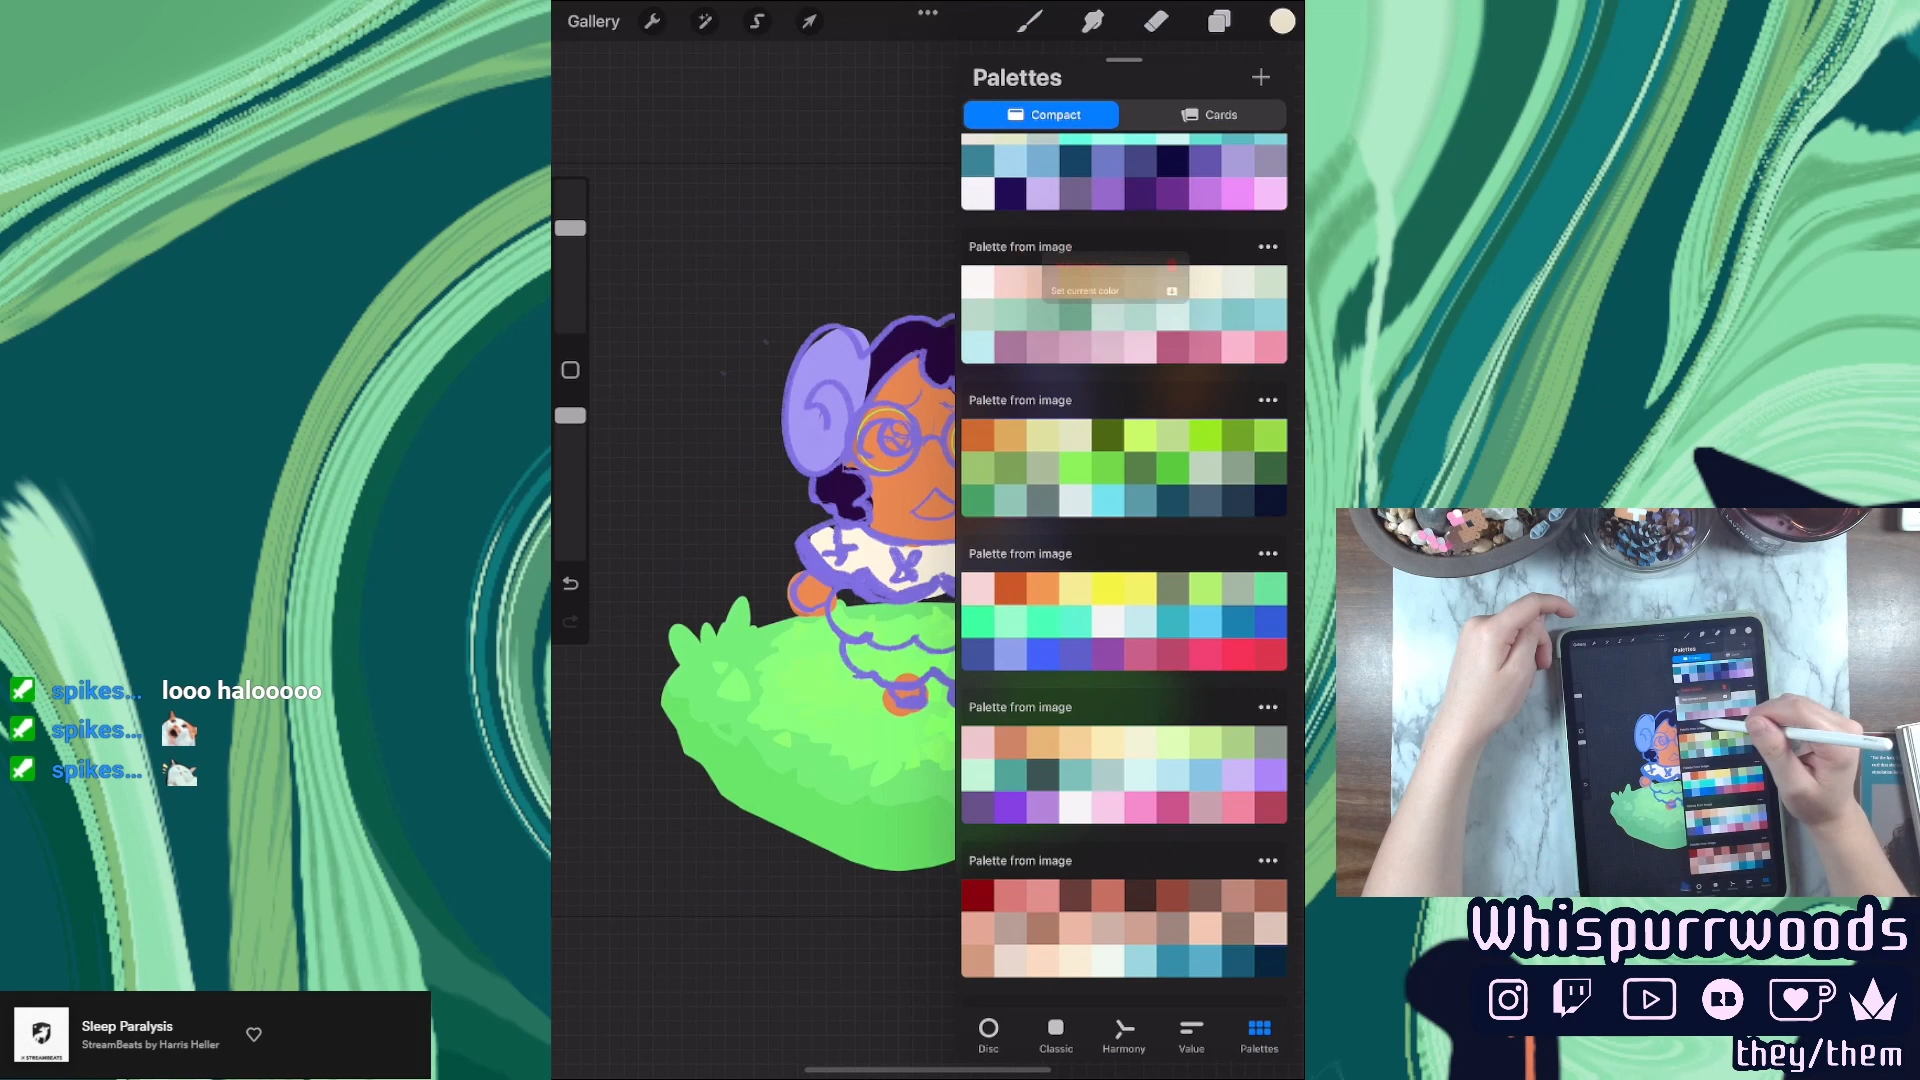 Gallery
Palettes
Compact
Cards
Palette from image
Set current color
Palette from image
Palette from image
Palette from image
Palette from image
Disc
Classic
Harmony
Value
Palettes
spikes... looo halooooo
spikes...
spikes...
Sleep Paralysis
StreamBeats by Harris Heller
STREAMBEATS
Palettes
Whispurrwoods
they/them